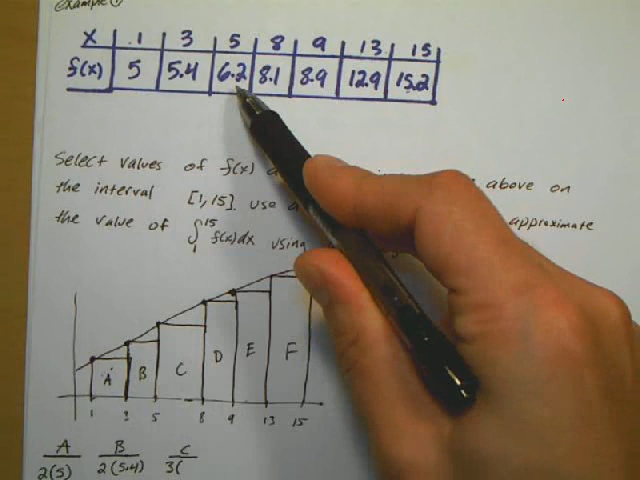 example ①
x 1 3 5 8 9 13 15
f(x) 5 5.4 6.2 8.1 8.9 12.9 15.2
Select values of f(x) above on
the interval [1,15]. use
the value of ∫₁¹⁵ f(x)dx using approximate
A B C D E F
1 3 5 8 9 13 15
A B C
2(5) 2(5.4) 3(